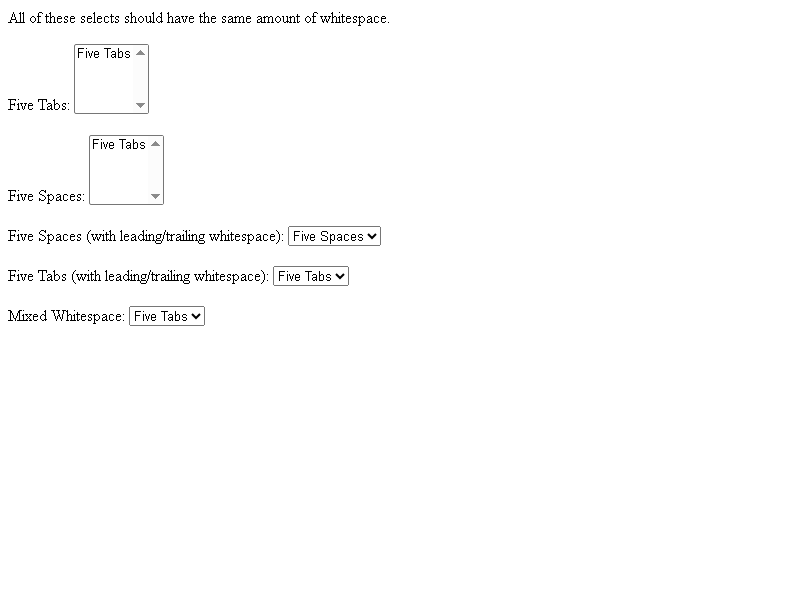 All of these selects should have the same amount of whitespace.
Five Tabs
Five Tabs:
Five Tabs
Five Spaces:
Five Spaces (with leading/trailing whitespace): Five Spaces
Five Tabs (with leading/trailing whitespace): Five Tabs
Mixed Whitespace: Five Tabs